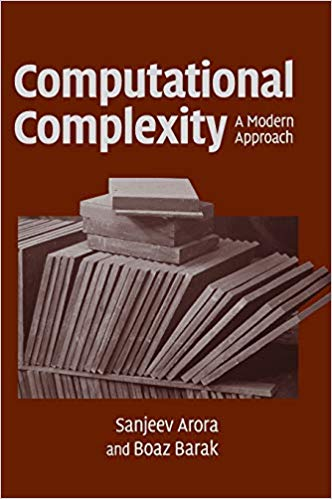 Computational
Complexity
A Modern
Approach
Sanjeev Arora
and Boaz Barak